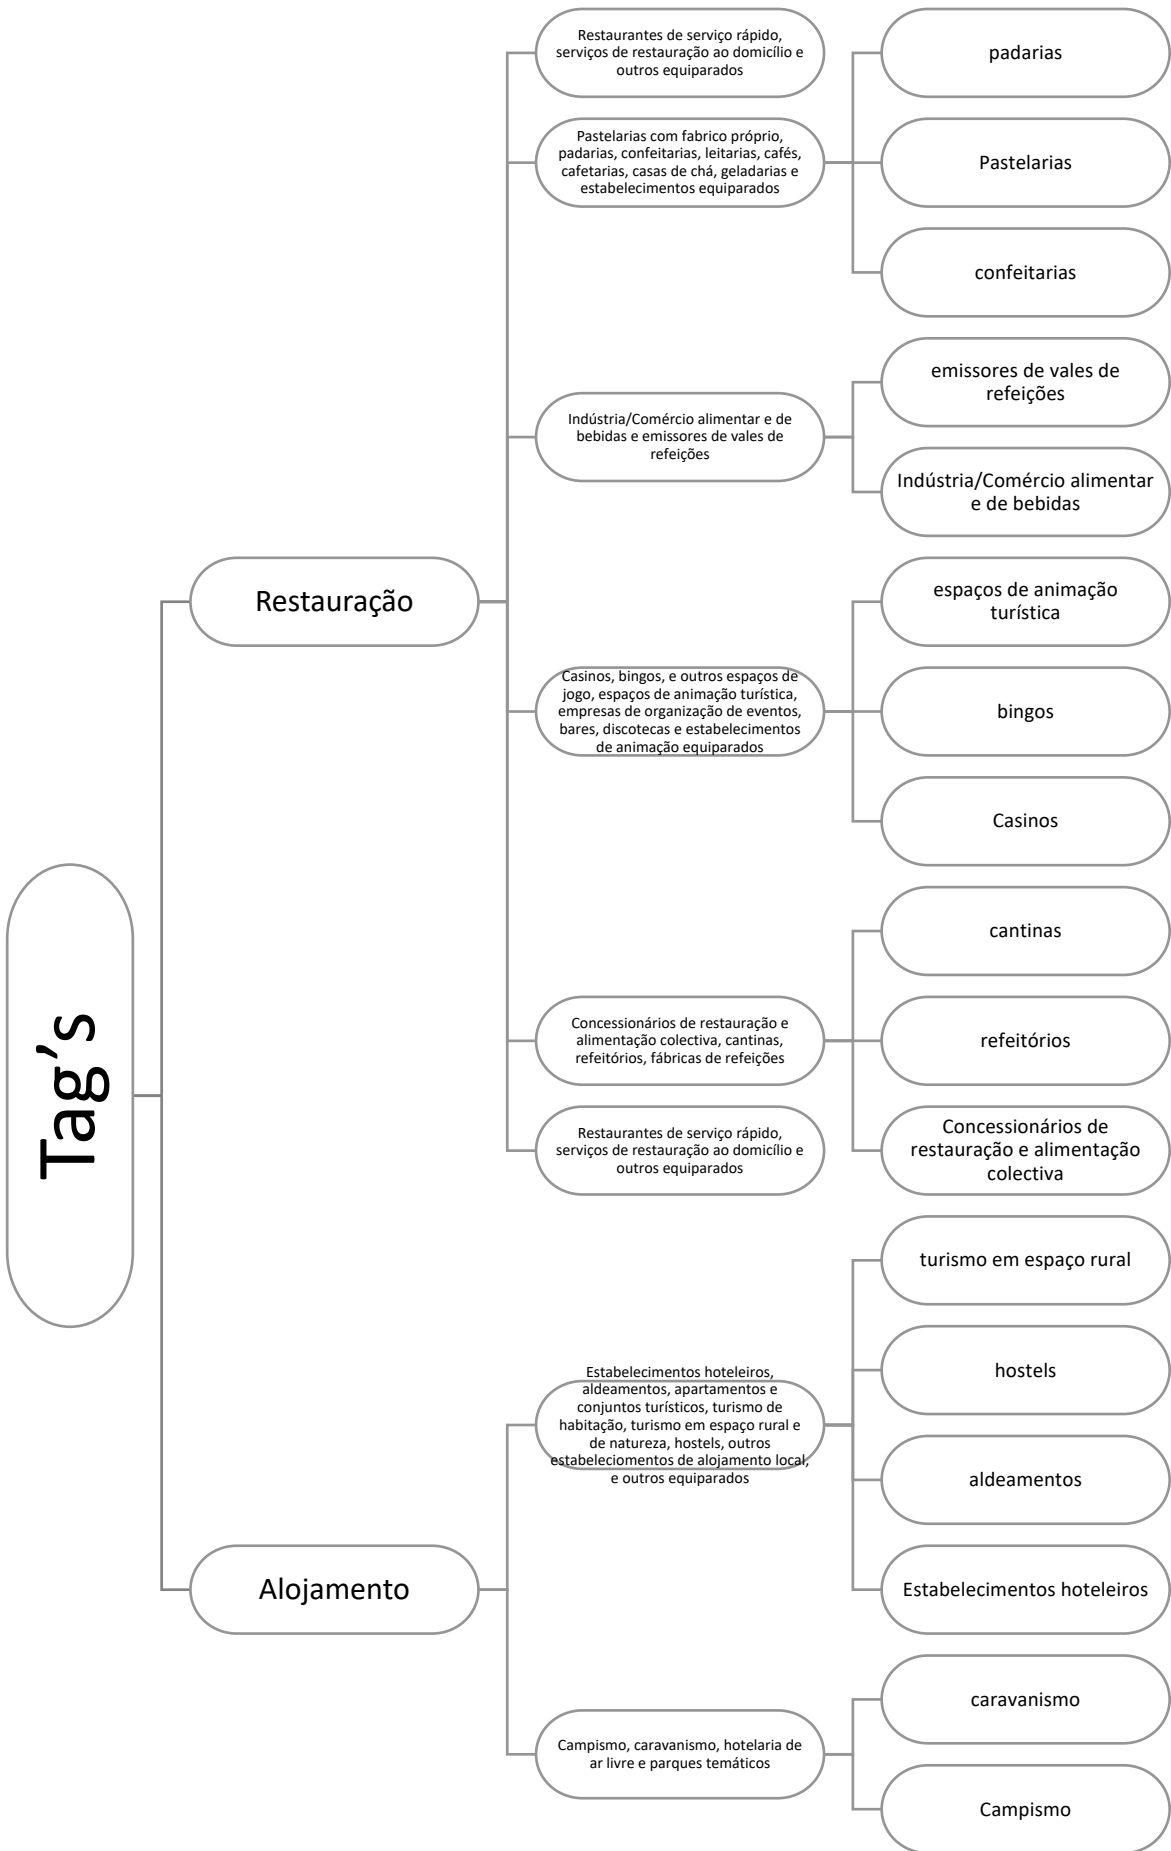 Tag's
Restauração
Restaurantes de serviço rápido,
serviços de restauração ao domicílio e
outros equiparados
Pastelarias com fabrico próprio,
padarias, confeitarias, leitarias, cafés,
cafetarias, casas de chá, geladarias e
estabelecimentos equiparados
padarias
Pastelarias
confeitarias
Indústria/Comércio alimentar e de
bebidas e emissores de vales de
refeições
emissores de vales de
refeições
Indústria/Comércio alimentar
e de bebidas
Casinos, bingos, e outros espaços de
jogo, espaços de animação turística,
empresas de organização de eventos,
bares, discotecas e estabelecimentos
de animação equiparados
espaços de animação
turística
bingos
Casinos
Concessionários de restauração e
alimentação colectiva, cantinas,
refeitórios, fábricas de refeições
cantinas
refeitórios
Concessionários de
restauração e alimentação
colectiva
Restaurantes de serviço rápido,
serviços de restauração ao domicílio e
outros equiparados
Alojamento
Estabelecimentos hoteleiros,
aldeamentos, apartamentos e
conjuntos turísticos, turismo de
habitação, turismo em espaço rural e
de natureza, hostels, outros
estabeleciomentos de alojamento local,
e outros equiparados
turismo em espaço rural
hostels
aldeamentos
Estabelecimentos hoteleiros
Campismo, caravanismo, hotelaria de
ar livre e parques temáticos
caravanismo
Campismo